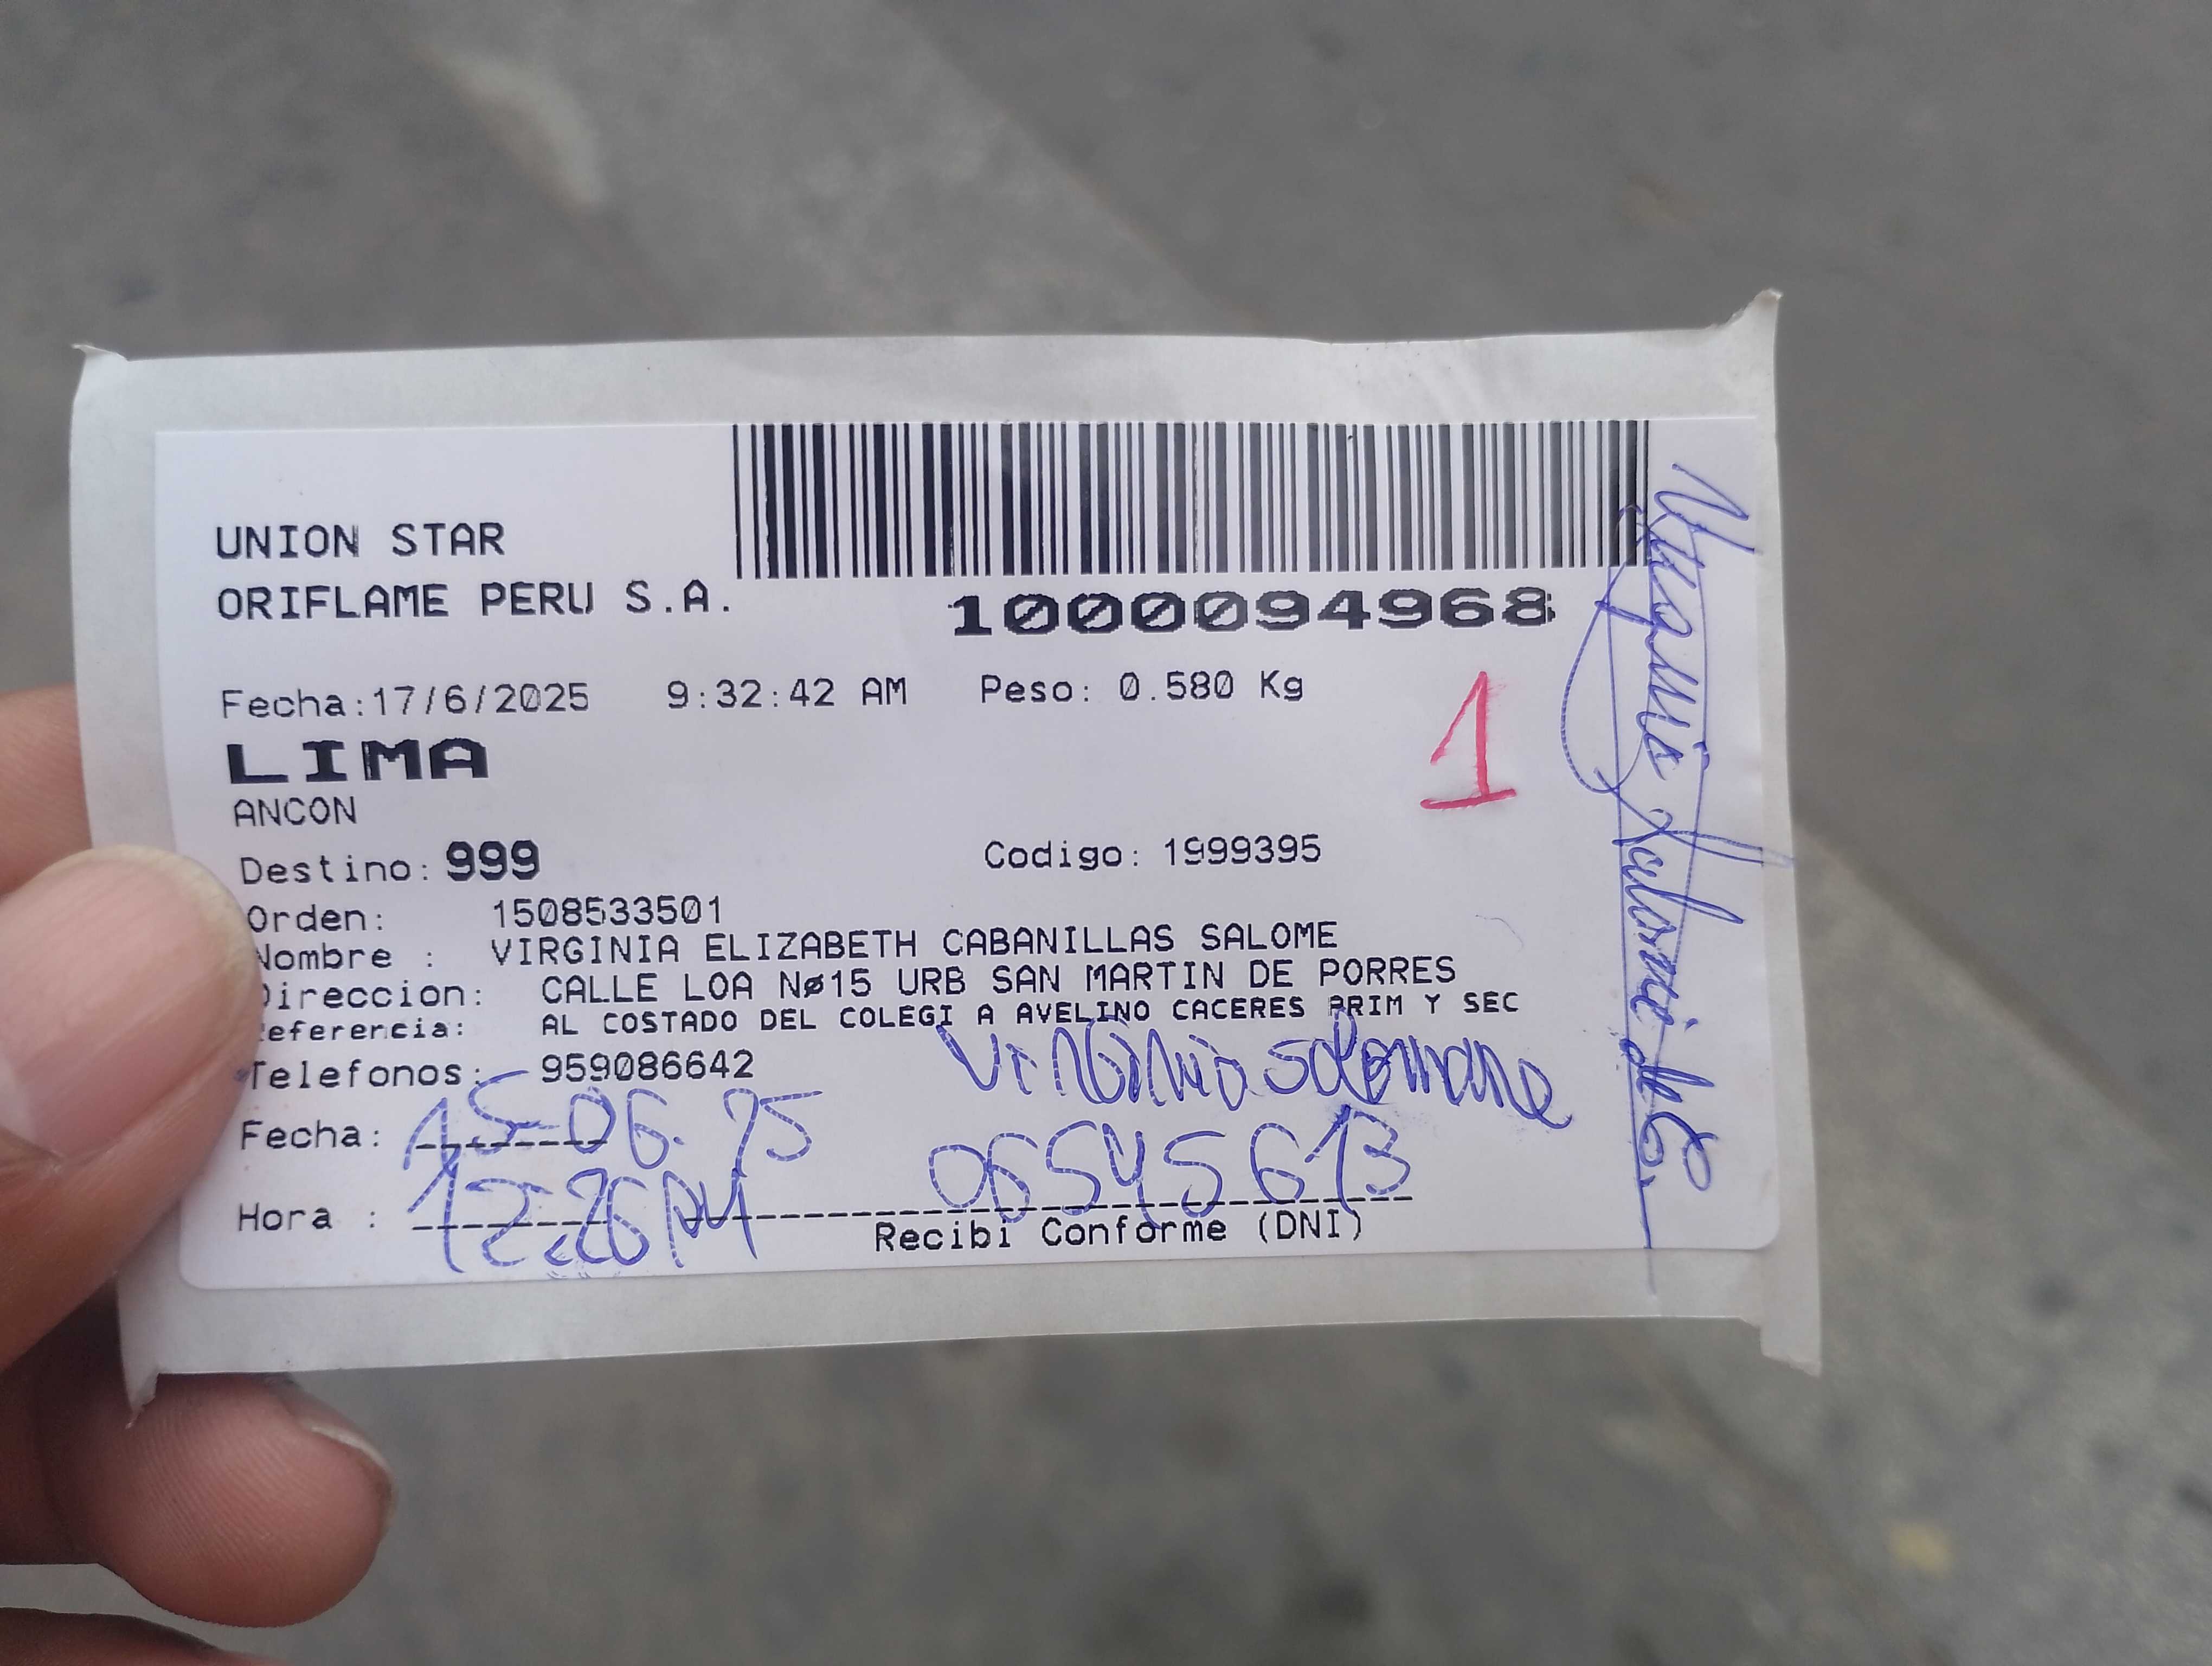 UNION STAR
ORIFLAME PERU S.A.
1000094968
Fecha:17/6/2025 9:32:42 AM Peso: 0.580 Kg
1
LIMA
ANCON
Destino: 999 Codigo: 1999395
Orden: 1508533501
Nombre : VIRGINIA ELIZABETH CABANILLAS SALOME
Direccion: CALLE LOA Nø15 URB SAN MARTIN DE PORRES
eferencia: AL COSTADO DEL COLEGI A AVELINO CACERES PRIM Y SEC
Telefonos: 959086642
Fecha: 15-06. 25
06545613
Hora : 12:26 PM
Recibi Conforme (DNI)